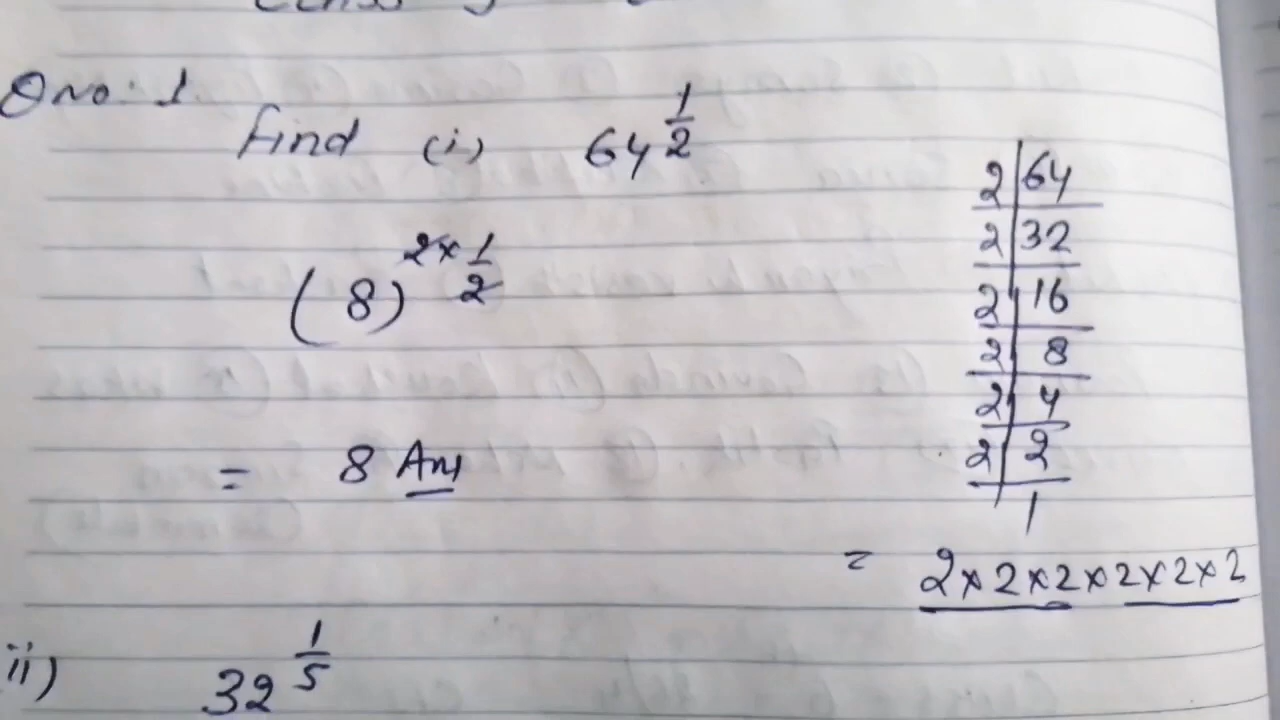 Q no: 1
Find (i) 64^1/2
(8)^2×1/2
= 8 Ans
2 | 64
2 | 32
2 | 16
2 | 8
2 | 4
2 | 2
1
= 2×2×2×2×2×2
ii) 32^1/5